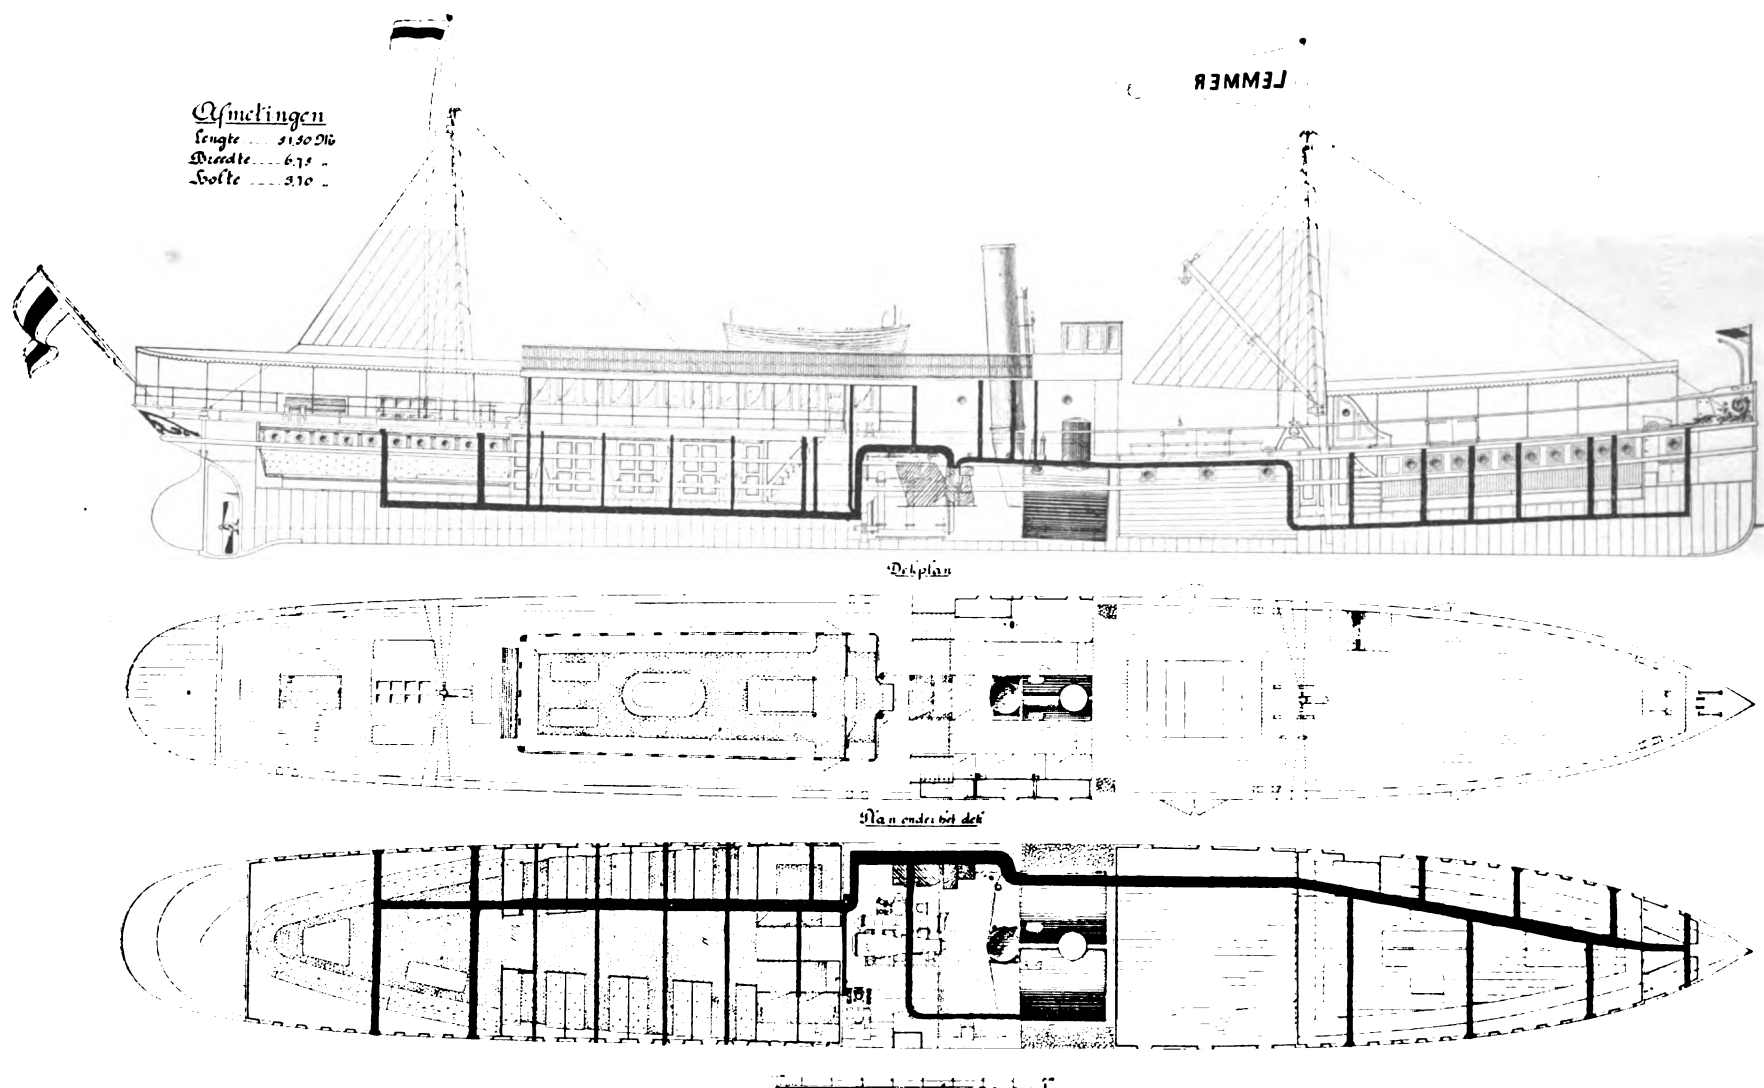 LEMMER
Afmetingen
Lengte .... 51,50 M
Breedte .... 6,75 "
Holte .... 3,10 "
Dekplan
Plan onder het dek